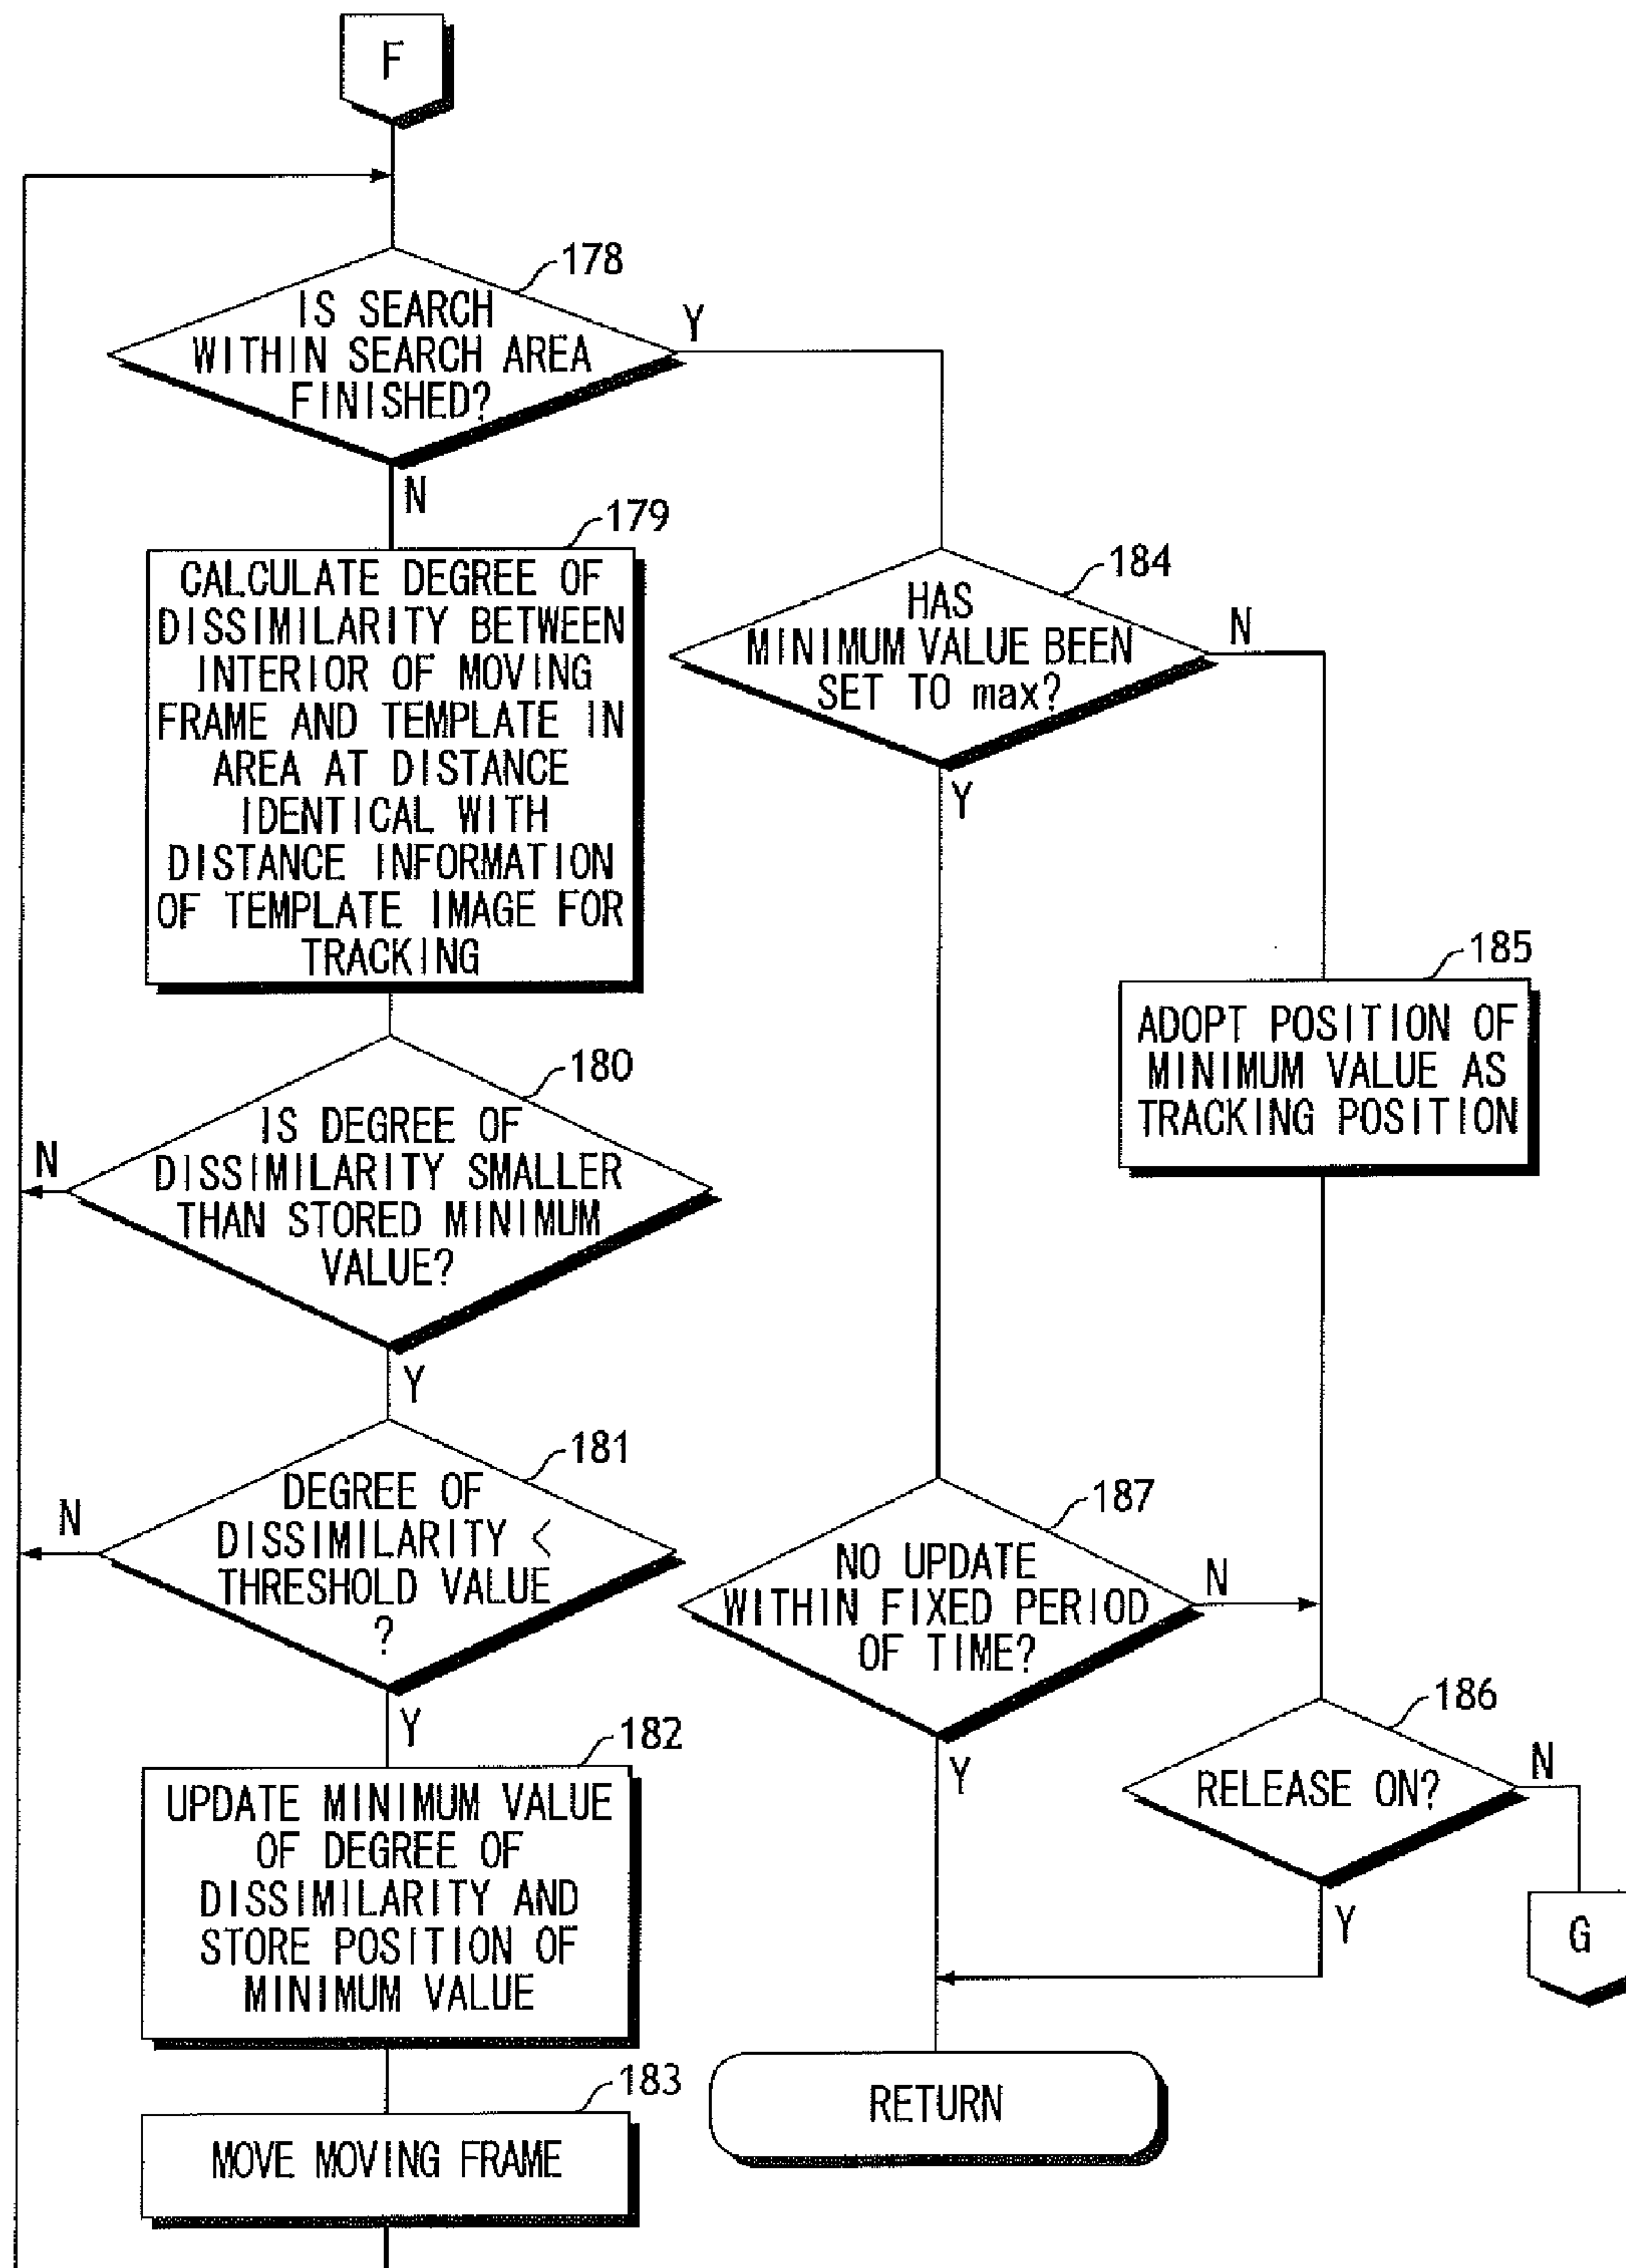 F
178
IS SEARCH
WITHIN SEARCH AREA
FINISHED?
Y
N
179
CALCULATE DEGREE OF
DISSIMILARITY BETWEEN
INTERIOR OF MOVING
FRAME AND TEMPLATE IN
AREA AT DISTANCE
IDENTICAL WITH
DISTANCE INFORMATION
OF TEMPLATE IMAGE FOR
TRACKING
184
HAS
MINIMUM VALUE BEEN
SET TO max?
N
Y
185
ADOPT POSITION OF
MINIMUM VALUE AS
TRACKING POSITION
180
IS DEGREE OF
DISSIMILARITY SMALLER
THAN STORED MINIMUM
VALUE?
N
Y
181
DEGREE OF
DISSIMILARITY <
THRESHOLD VALUE
?
N
Y
187
NO UPDATE
WITHIN FIXED PERIOD
OF TIME?
N
Y
186
RELEASE ON?
N
Y
G
182
UPDATE MINIMUM VALUE
OF DEGREE OF
DISSIMILARITY AND
STORE POSITION OF
MINIMUM VALUE
183
MOVE MOVING FRAME
RETURN